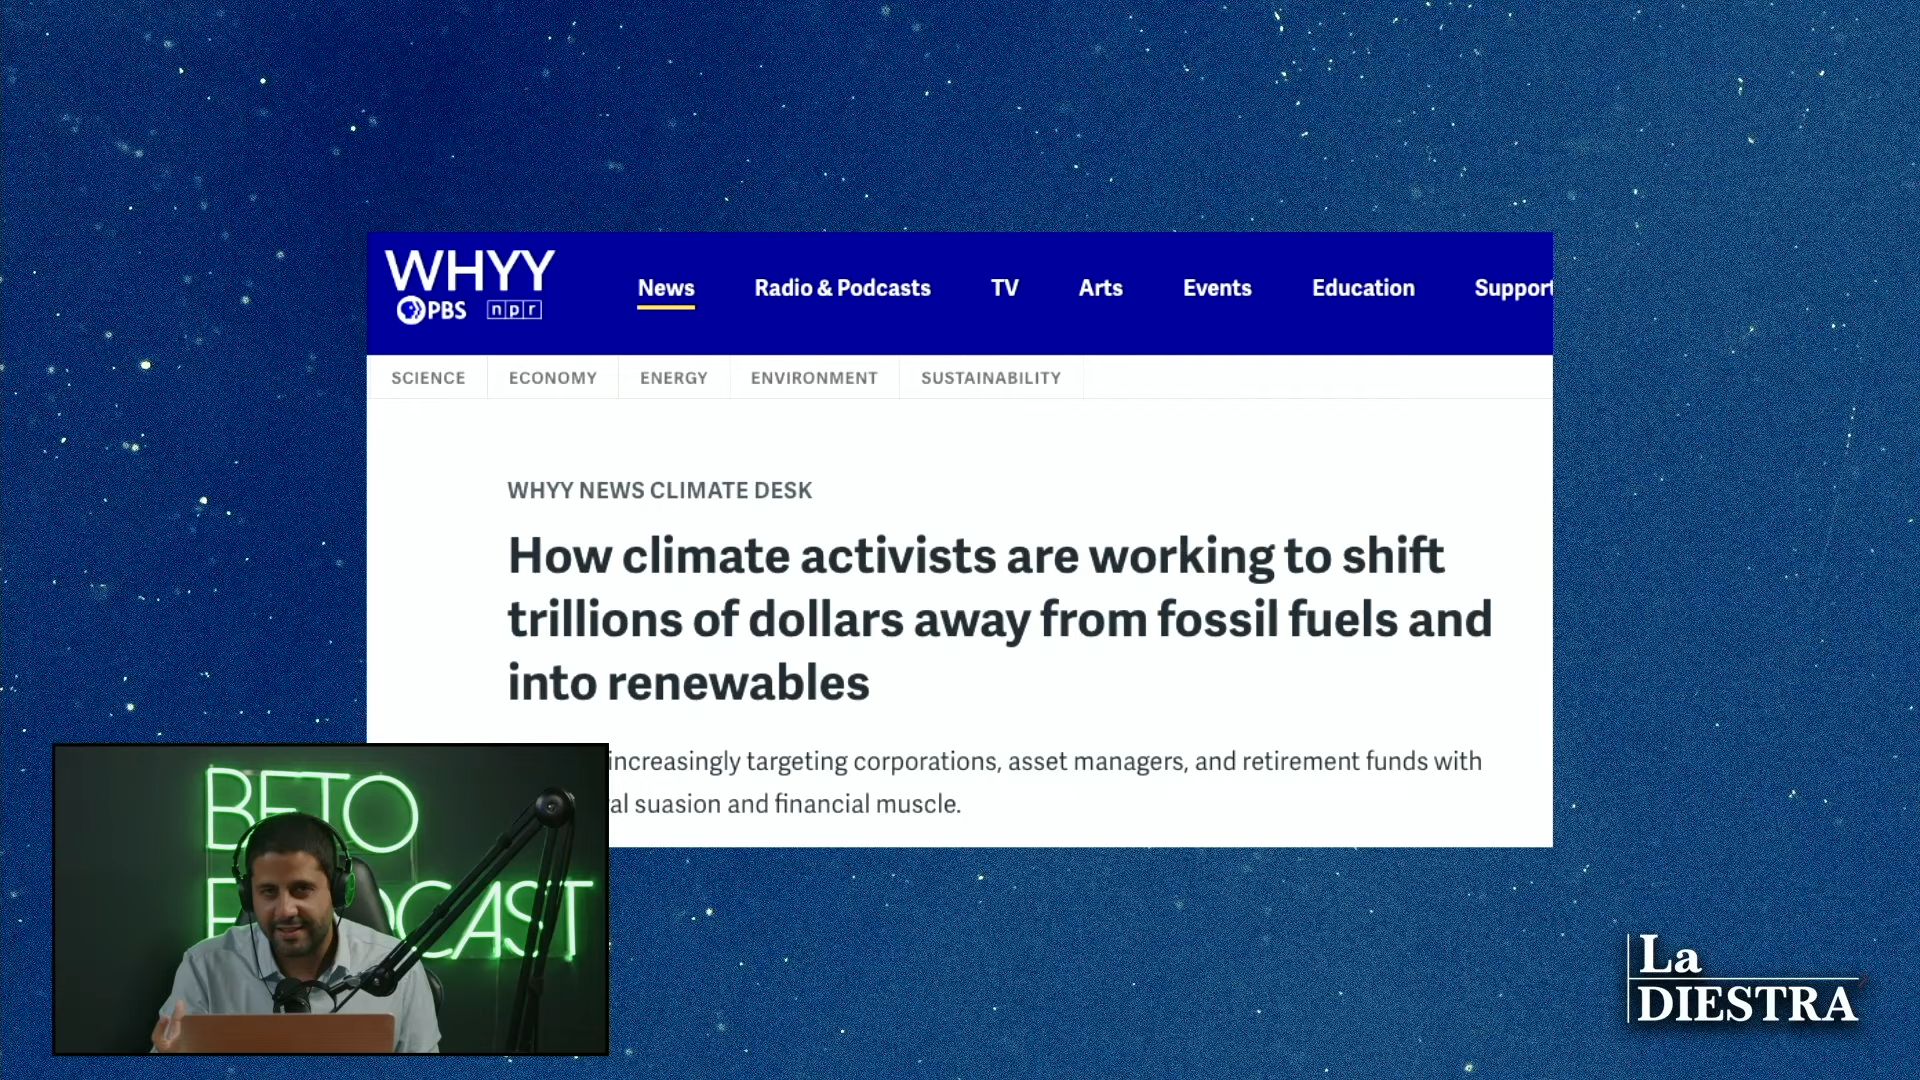 WHYY
PBS npr
News Radio & Podcasts TV Arts Events Education Support
SCIENCE ECONOMY ENERGY ENVIRONMENT SUSTAINABILITY
WHYY NEWS CLIMATE DESK
How climate activists are working to shift
trillions of dollars away from fossil fuels and
into renewables
increasingly targeting corporations, asset managers, and retirement funds with
suasion and financial muscle.
BETO
La
DIESTRA